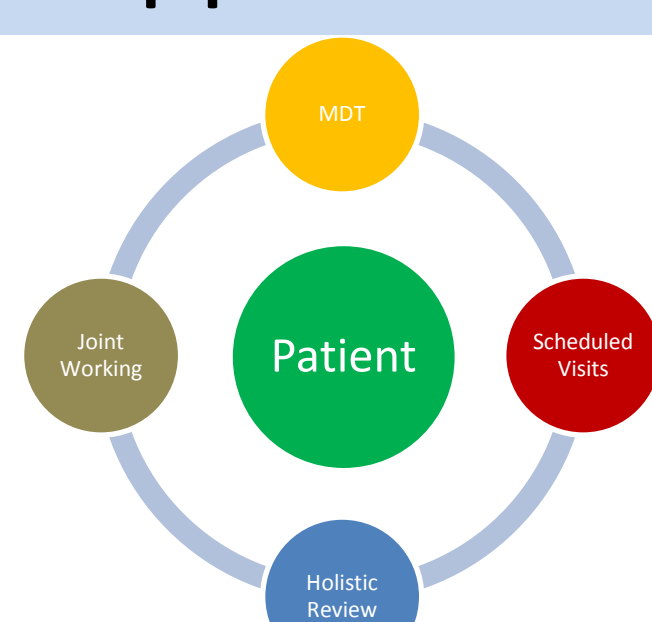 MDT
Joint
Working
Patient
Scheduled
Visits
Holistic
Review